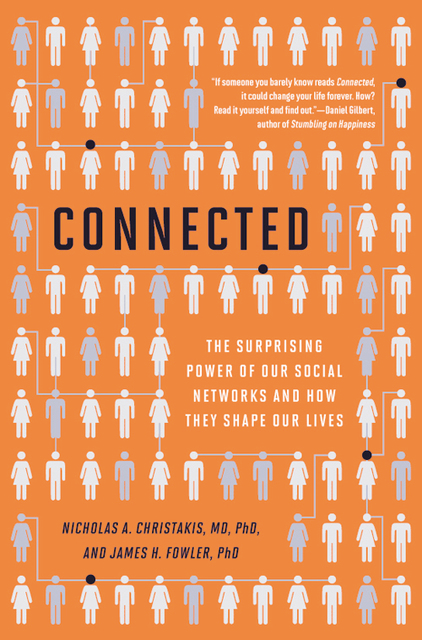 "If someone you barely know reads Connected,
it could change your life forever. How?
Read it yourself and find out."—Daniel Gilbert,
author of Stumbling on Happiness
CONNECTED
THE SURPRISING
POWER OF OUR SOCIAL
NETWORKS AND HOW
THEY SHAPE OUR LIVES
NICHOLAS A. CHRISTAKIS, MD, PhD,
AND JAMES H. FOWLER, PhD